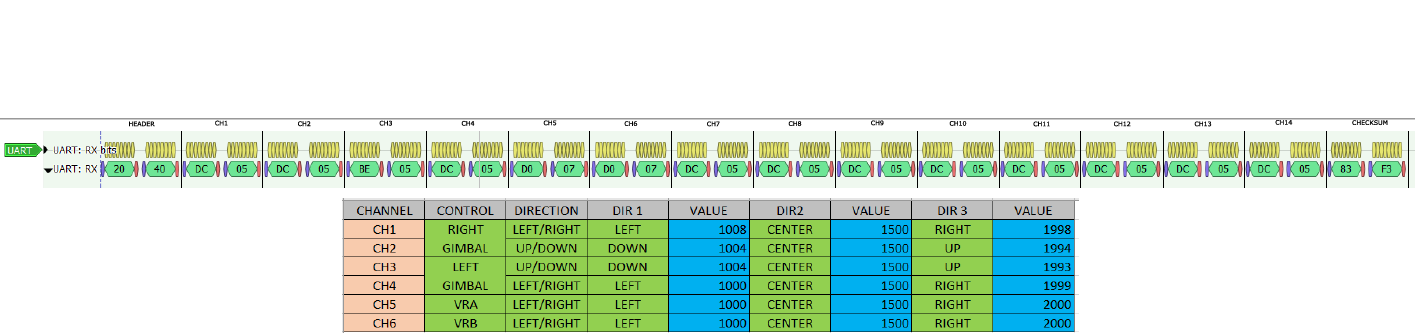 HEADER CH1 CH2 CH3 CH4 CH5 CH6 CH7 CH8 CH9 CH10 CH11 CH12 CH13 CH14 CHECKSUM
UART UART: RX bits
UART: RX 20 40 DC 05 DC 05 BE 05 DC 05 D0 07 D0 07 DC 05 DC 05 DC 05 DC 05 DC 05 DC 05 DC 05 DC 05 83 F3
CHANNEL CONTROL DIRECTION DIR 1 VALUE DIR2 VALUE DIR 3 VALUE
CH1 RIGHT LEFT/RIGHT LEFT 1008 CENTER 1500 RIGHT 1998
CH2 GIMBAL UP/DOWN DOWN 1004 CENTER 1500 UP 1994
CH3 LEFT UP/DOWN DOWN 1004 CENTER 1500 UP 1993
CH4 GIMBAL LEFT/RIGHT LEFT 1000 CENTER 1500 RIGHT 1999
CH5 VRA LEFT/RIGHT LEFT 1000 CENTER 1500 RIGHT 2000
CH6 VRB LEFT/RIGHT LEFT 1000 CENTER 1500 RIGHT 2000